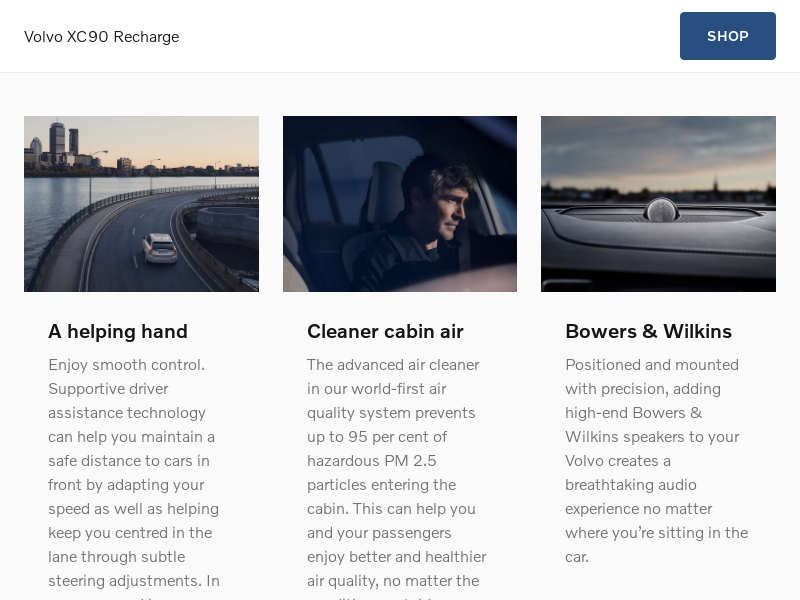 Volvo XC90 Recharge
SHOP
A helping hand
Enjoy smooth control.
Supportive driver
assistance technology
can help you maintain a
safe distance to cars in
front by adapting your
speed as well as helping
keep you centred in the
lane through subtle
steering adjustments. In
Cleaner cabin air
The advanced air cleaner
in our world-first air
quality system prevents
up to 95 per cent of
hazardous PM 2.5
particles entering the
cabin. This can help you
and your passengers
enjoy better and healthier
air quality, no matter the
Bowers & Wilkins
Positioned and mounted
with precision, adding
high-end Bowers &
Wilkins speakers to your
Volvo creates a
breathtaking audio
experience no matter
where you’re sitting in the
car.